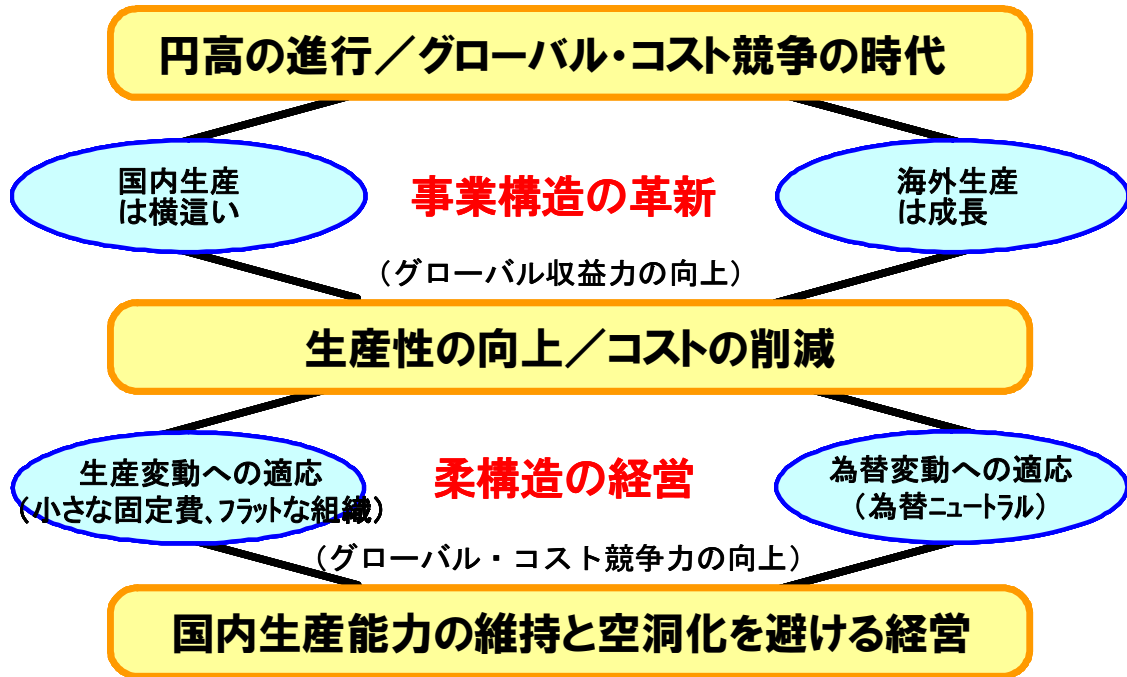 円高の進行／グローバル・コスト競争の時代
国内生産
は横這い
事業構造の革新
海外生産
は成長
（グローバル収益力の向上）
生産性の向上／コストの削減
生産変動への適応
（小さな固定費、フラットな組織）
柔構造の経営
為替変動への適応
（為替ニュートラル）
（グローバル・コスト競争力の向上）
国内生産能力の維持と空洞化を避ける経営